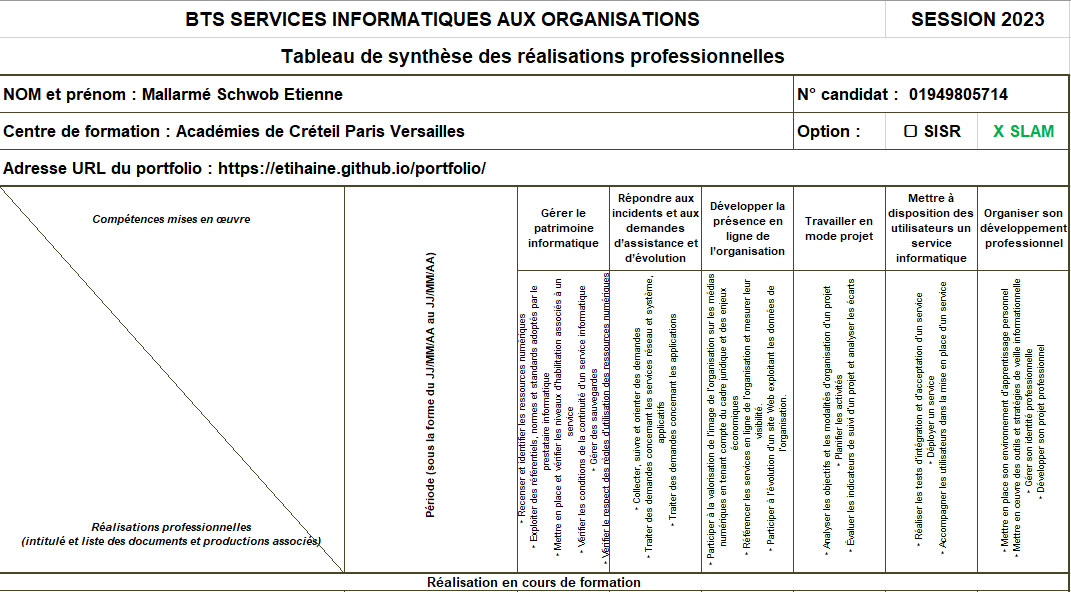 BTS SERVICES INFORMATIQUES AUX ORGANISATIONS
SESSION 2023
Tableau de synthèse des réalisations professionnelles
NOM et prénom : Mallarmé Schwob Etienne
N° candidat : 01949805714
Centre de formation : Académies de Créteil Paris Versailles
Option :
☐ SISR
X SLAM
Adresse URL du portfolio : https://etihaine.github.io/portfolio/
Compétences mises en œuvre
Réalisations professionnelles
(intitulé et liste des documents et productions associés)
Période (sous la forme du JJ/MM/AA au JJ/MM/AA)
Gérer le
patrimoine
informatique
Répondre aux
incidents et aux
demandes
d'assistance et
d'évolution
Développer la
présence en
ligne de
l'organisation
Travailler en
mode projet
Mettre à
disposition des
utilisateurs un
service
informatique
Organiser son
développement
professionnel
‣ Recenser et identifier les ressources numériques
‣ Exploiter des référentiels, normes et standards adoptés par le
prestataire informatique
‣ Mettre en place et vérifier les niveaux d'habilitation associés à un
service
‣ Vérifier les conditions de la continuité d'un service informatique
‣ Gérer des sauvegardes
‣ Vérifier le respect des règles d'utilisation des ressources numériques
‣ Collecter, suivre et orienter des demandes
‣ Traiter des demandes concernant les services réseau et système,
applicatifs
‣ Traiter des demandes concernant les applications
‣ Participer à la valorisation de l'image de l'organisation sur les médias
numériques en tenant compte du cadre juridique et des enjeux
économiques
‣ Référencer les services en ligne de l'organisation et mesurer leur
visibilité.
‣ Participer à l'évolution d'un site Web exploitant les données de
l'organisation.
‣ Analyser les objectifs et les modalités d'organisation d'un projet
‣ Planifier les activités
‣ Évaluer les indicateurs de suivi d'un projet et analyser les écarts
‣ Réaliser les tests d'intégration et d'acceptation d'un service
‣ Déployer un service
‣ Accompagner les utilisateurs dans la mise en place d'un service
‣ Mettre en place son environnement d'apprentissage personnel
‣ Mettre en œuvre des outils et stratégies de veille informationnelle
‣ Gérer son identité professionnelle
‣ Développer son projet professionnel
Réalisation en cours de formation